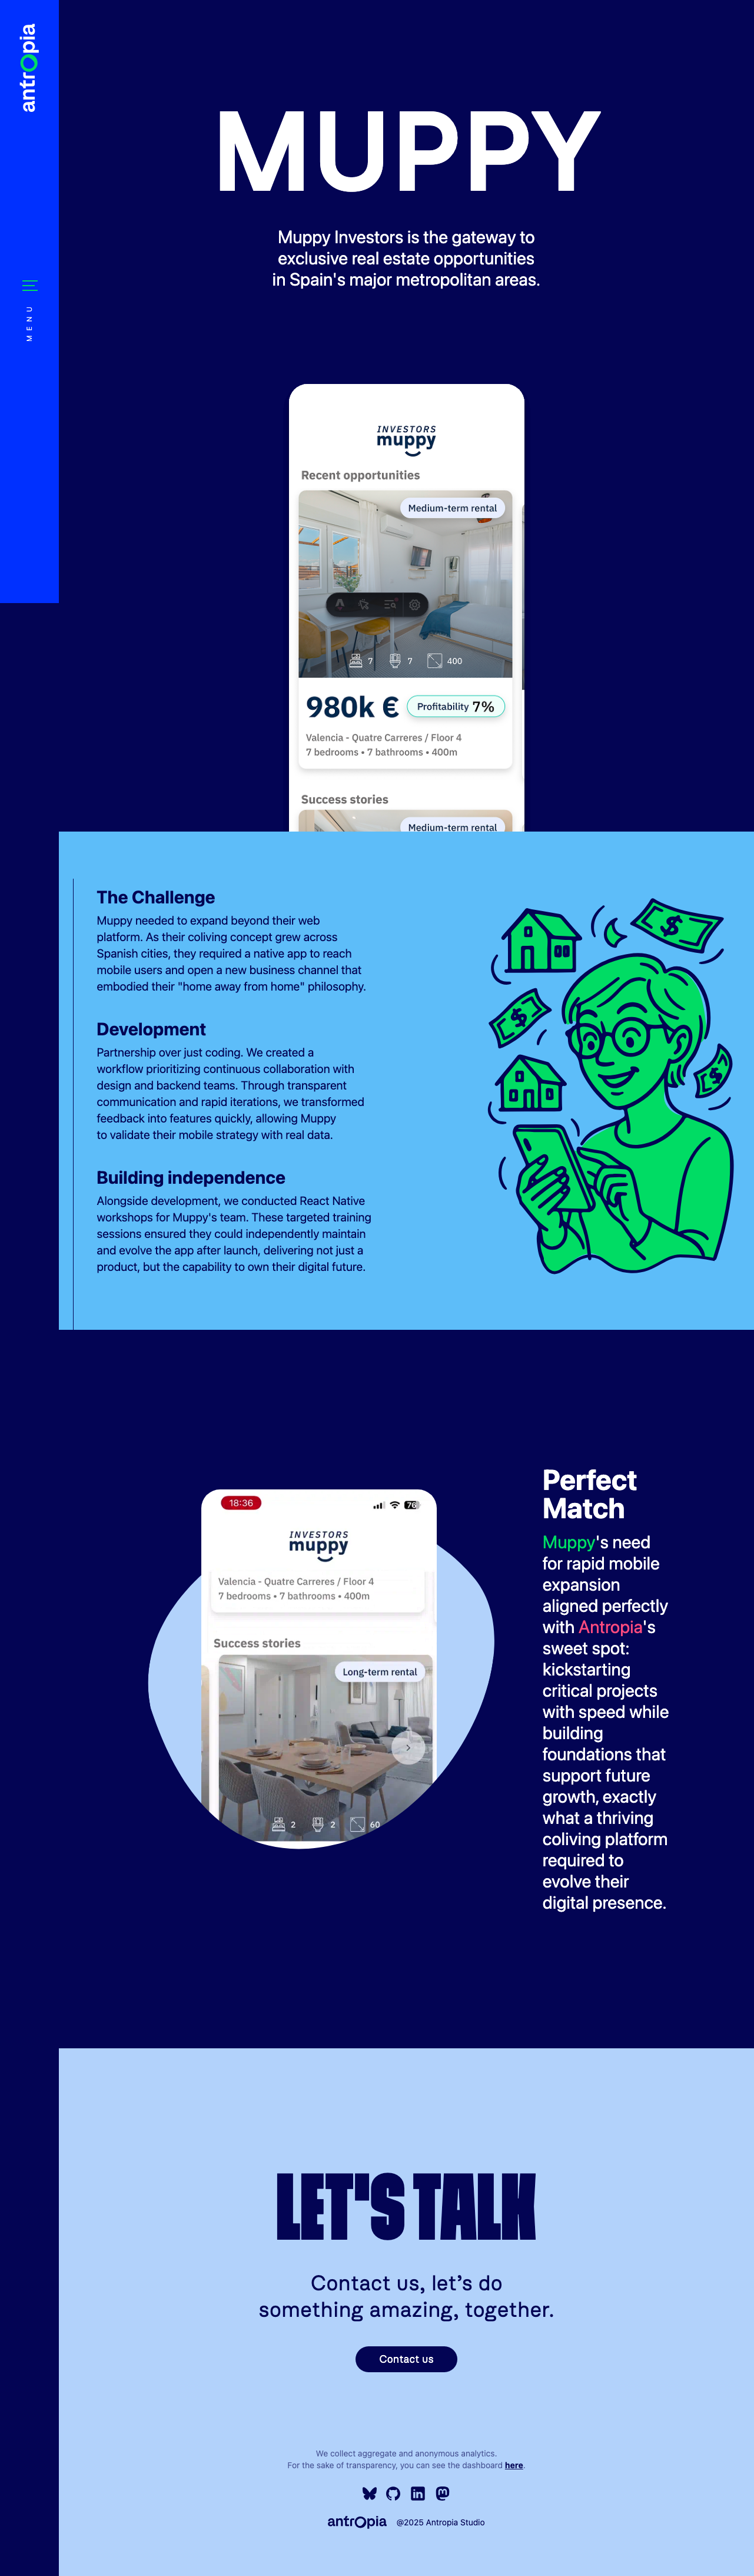 antropia
MENU
MUPPY
Muppy Investors is the gateway to
exclusive real estate opportunities
in Spain's major metropolitan areas.
INVESTORS
muppy
Recent opportunities
Medium-term rental
7 7 400
980k € Profitability 7%
Valencia - Quatre Carreres / Floor 4
7 bedrooms • 7 bathrooms • 400m
Success stories
Medium-term rental
The Challenge
Muppy needed to expand beyond their web
platform. As their coliving concept grew across
Spanish cities, they required a native app to reach
mobile users and open a new business channel that
embodied their "home away from home" philosophy.
Development
Partnership over just coding. We created a
workflow prioritizing continuous collaboration with
design and backend teams. Through transparent
communication and rapid iterations, we transformed
feedback into features quickly, allowing Muppy
to validate their mobile strategy with real data.
Building independence
Alongside development, we conducted React Native
workshops for Muppy's team. These targeted training
sessions ensured they could independently maintain
and evolve the app after launch, delivering not just a
product, but the capability to own their digital future.
$
$
$
18:36 76
INVESTORS
muppy
Valencia - Quatre Carreres / Floor 4
7 bedrooms • 7 bathrooms • 400m
Success stories
Long-term rental
2 2 60
Perfect
Match
Muppy's need
for rapid mobile
expansion
aligned perfectly
with Antropia's
sweet spot:
kickstarting
critical projects
with speed while
building
foundations that
support future
growth, exactly
what a thriving
coliving platform
required to
evolve their
digital presence.
LET'S TALK
Contact us, let’s do
something amazing, together.
Contact us
We collect aggregate and anonymous analytics.
For the sake of transparency, you can see the dashboard here.
in
antropia @2025 Antropia Studio